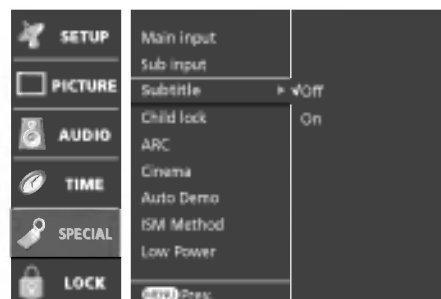 SETUP
PICTURE
AUDIO
TIME
SPECIAL
LOCK
Main input
Sub input
Subtitle ▶ √Off
Child lock On
ARC
Cinema
Auto Demo
ISM Method
Low Power
MENU Prev.